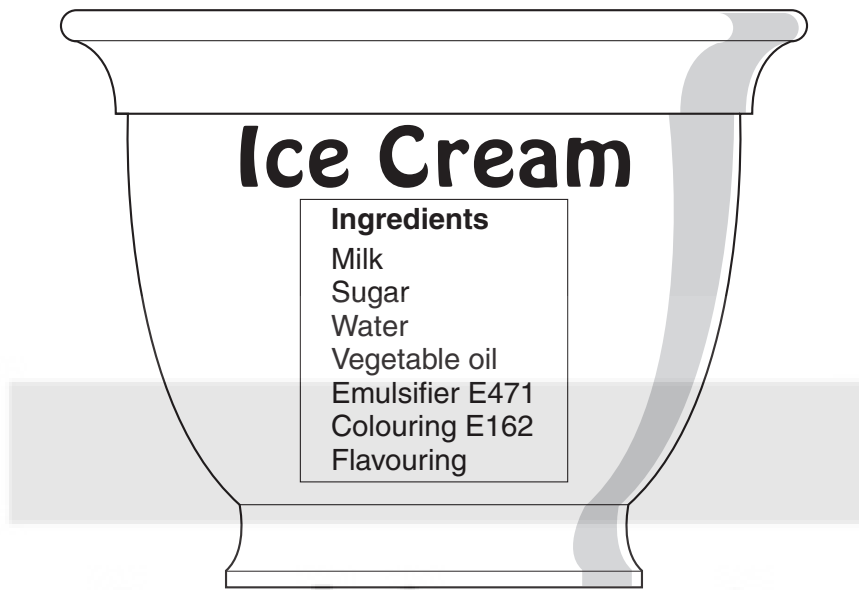 Ice Cream
Ingredients
Milk
Sugar
Water
Vegetable oil
Emulsifier E471
Colouring E162
Flavouring